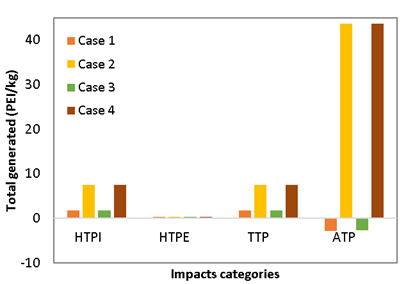 Total generated (PEI/kg)
40
30
20
10
0
-10
Case 1
Case 2
Case 3
Case 4
HTPI HTPE TTP ATP
Impacts categories